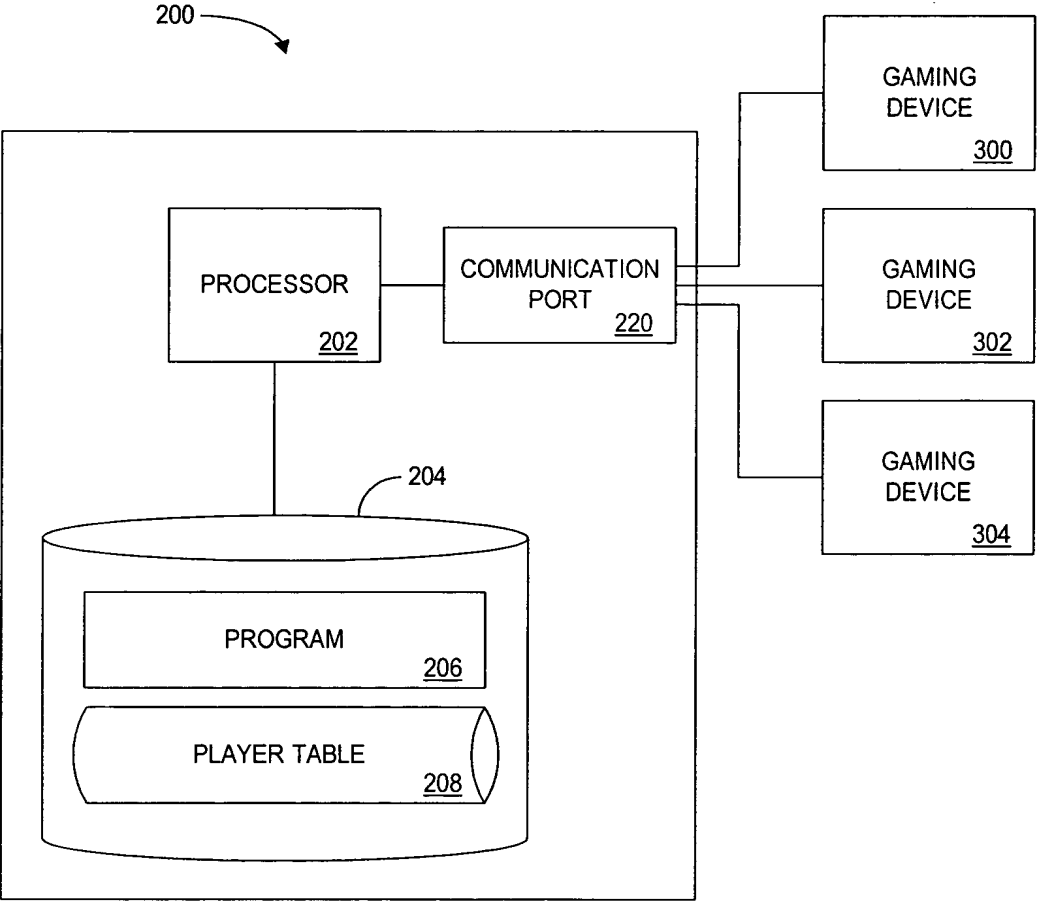 200
GAMING
DEVICE
300
PROCESSOR
202
COMMUNICATION
PORT
220
GAMING
DEVICE
302
GAMING
DEVICE
304
204
PROGRAM
206
PLAYER TABLE
208